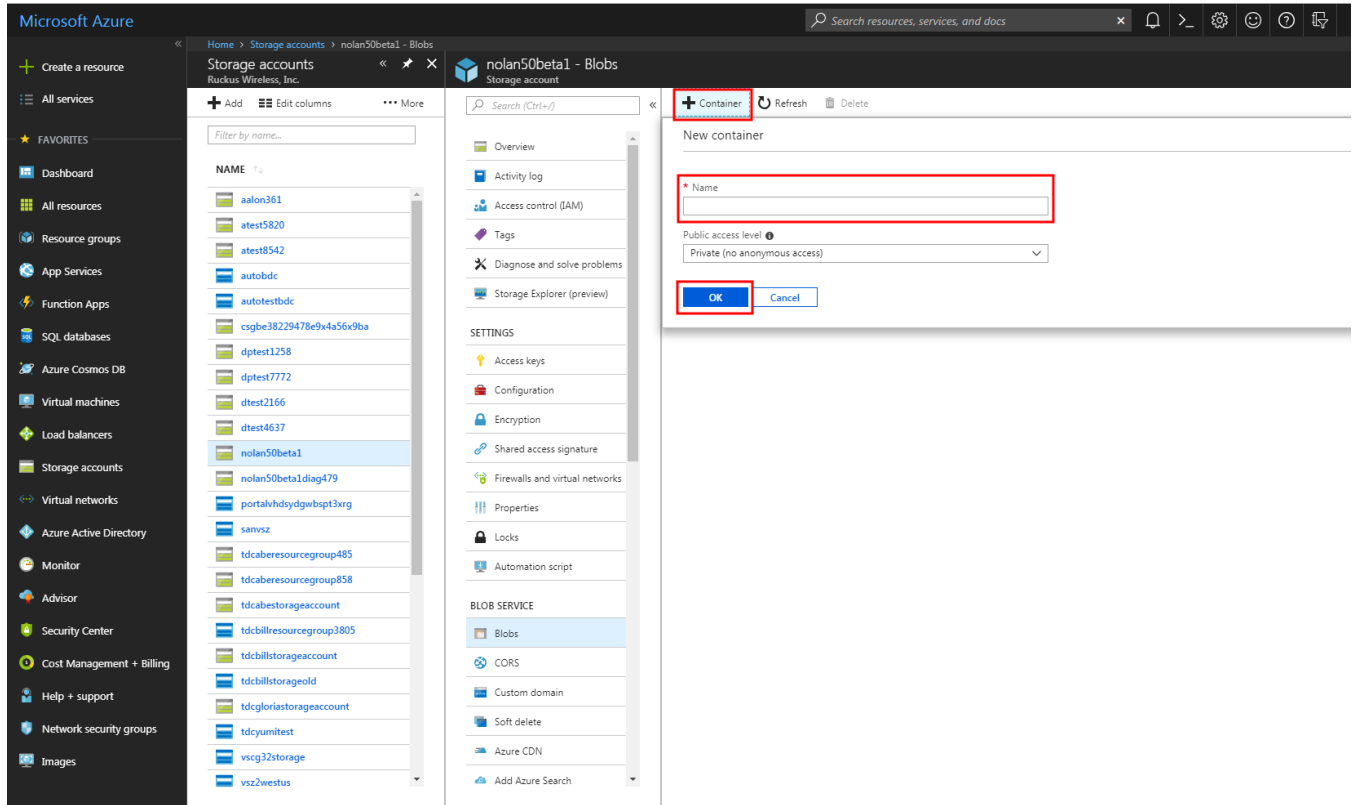 Microsoft Azure
Search resources, services, and docs
Create a resource
All services
FAVORITES
Dashboard
All resources
Resource groups
App Services
Function Apps
SQL databases
Azure Cosmos DB
Virtual machines
Load balancers
Storage accounts
Virtual networks
Azure Active Directory
Monitor
Advisor
Security Center
Cost Management + Billing
Help + support
Network security groups
Images
Home > Storage accounts > nolan50beta1 - Blobs
Storage accounts
Ruckus Wireless, Inc.
Add Edit columns More
Filter by name...
NAME
aalon361
atest5820
atest8542
autobdc
autotestbdc
csgbe38229478e9x4a56x9ba
dptest1258
dptest7772
dtest2166
dtest4637
nolan50beta1
nolan50beta1diag479
portalvhdsydgwbspt3xrg
sanvsz
tdcaberesourcegroup485
tdcaberesourcegroup858
tdcabestorageaccount
tdcbillresourcegroup3805
tdcbillstorageaccount
tdcbillstorageold
tdcgloriastorageaccount
tdcyumitest
vscg32storage
vsz2westus
nolan50beta1 - Blobs
Storage account
Search (Ctrl+/)
Overview
Activity log
Access control (IAM)
Tags
Diagnose and solve problems
Storage Explorer (preview)
SETTINGS
Access keys
Configuration
Encryption
Shared access signature
Firewalls and virtual networks
Properties
Locks
Automation script
BLOB SERVICE
Blobs
CORS
Custom domain
Soft delete
Azure CDN
Add Azure Search
Container Refresh Delete
New container
* Name
Public access level
Private (no anonymous access)
OK Cancel